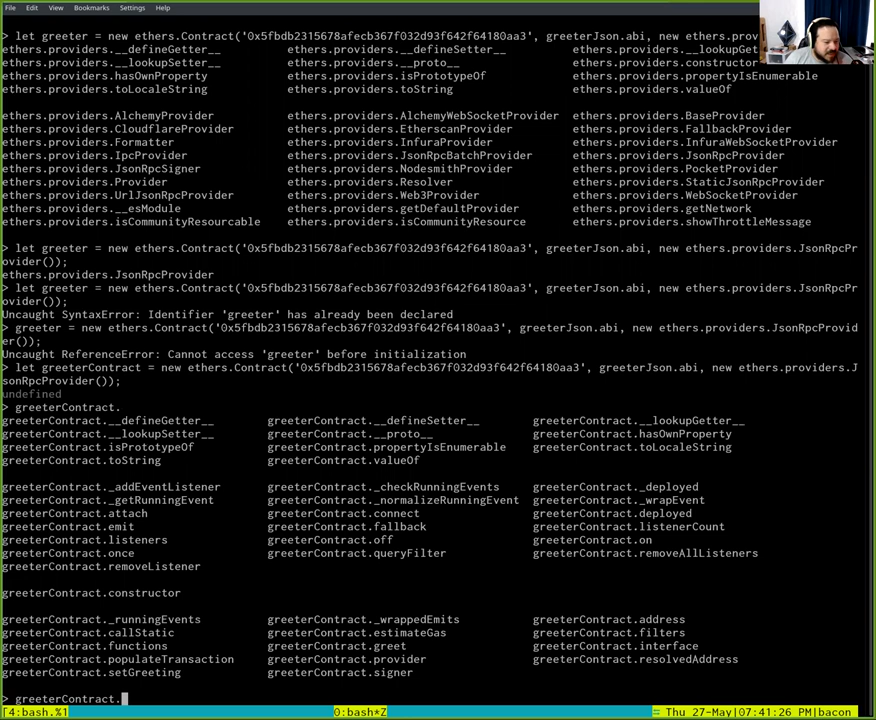 File Edit View Bookmarks Settings Help
> let greeter = new ethers.Contract('0x5fbdb2315678afecb367f032d93f642f64180aa3', greeterJson.abi, new ethers.prov
ethers.providers.__defineGetter__ ethers.providers.__defineSetter__ ethers.providers.__lookupGet
ethers.providers.__lookupSetter__ ethers.providers.__proto__ ethers.providers.constructor
ethers.providers.hasOwnProperty ethers.providers.isPrototypeOf ethers.providers.propertyIsEnumerable
ethers.providers.toLocaleString ethers.providers.toString ethers.providers.valueOf
ethers.providers.AlchemyProvider ethers.providers.AlchemyWebSocketProvider ethers.providers.BaseProvider
ethers.providers.CloudflareProvider ethers.providers.EtherscanProvider ethers.providers.FallbackProvider
ethers.providers.Formatter ethers.providers.InfuraProvider ethers.providers.InfuraWebSocketProvider
ethers.providers.IpcProvider ethers.providers.JsonRpcBatchProvider ethers.providers.JsonRpcProvider
ethers.providers.JsonRpcSigner ethers.providers.NodesmithProvider ethers.providers.PocketProvider
ethers.providers.Provider ethers.providers.Resolver ethers.providers.StaticJsonRpcProvider
ethers.providers.UrlJsonRpcProvider ethers.providers.Web3Provider ethers.providers.WebSocketProvider
ethers.providers.__esModule ethers.providers.getDefaultProvider ethers.providers.getNetwork
ethers.providers.isCommunityResourcable ethers.providers.isCommunityResource ethers.providers.showThrottleMessage
> let greeter = new ethers.Contract('0x5fbdb2315678afecb367f032d93f642f64180aa3', greeterJson.abi, new ethers.providers.JsonRpcPr
ovider());
ethers.providers.JsonRpcProvider
> let greeter = new ethers.Contract('0x5fbdb2315678afecb367f032d93f642f64180aa3', greeterJson.abi, new ethers.providers.JsonRpcPr
ovider());
Uncaught SyntaxError: Identifier 'greeter' has already been declared
> greeter = new ethers.Contract('0x5fbdb2315678afecb367f032d93f642f64180aa3', greeterJson.abi, new ethers.providers.JsonRpcProvid
er());
Uncaught ReferenceError: Cannot access 'greeter' before initialization
> let greeterContract = new ethers.Contract('0x5fbdb2315678afecb367f032d93f642f64180aa3', greeterJson.abi, new ethers.providers.J
sonRpcProvider());
undefined
> greeterContract.
greeterContract.__defineGetter__ greeterContract.__defineSetter__ greeterContract.__lookupGetter__
greeterContract.__lookupSetter__ greeterContract.__proto__ greeterContract.hasOwnProperty
greeterContract.isPrototypeOf greeterContract.propertyIsEnumerable greeterContract.toLocaleString
greeterContract.toString greeterContract.valueOf
greeterContract._addEventListener greeterContract._checkRunningEvents greeterContract._deployed
greeterContract._getRunningEvent greeterContract._normalizeRunningEvent greeterContract._wrapEvent
greeterContract.attach greeterContract.connect greeterContract.deployed
greeterContract.emit greeterContract.fallback greeterContract.listenerCount
greeterContract.listeners greeterContract.off greeterContract.on
greeterContract.once greeterContract.queryFilter greeterContract.removeAllListeners
greeterContract.removeListener
greeterContract.constructor
greeterContract._runningEvents greeterContract._wrappedEmits greeterContract.address
greeterContract.callStatic greeterContract.estimateGas greeterContract.filters
greeterContract.functions greeterContract.greet greeterContract.interface
greeterContract.populateTransaction greeterContract.provider greeterContract.resolvedAddress
greeterContract.setGreeting greeterContract.signer
> greeterContract.
[4:bash.%1 0:bash*Z = Thu 27-May|07:41:26 PM|bacon